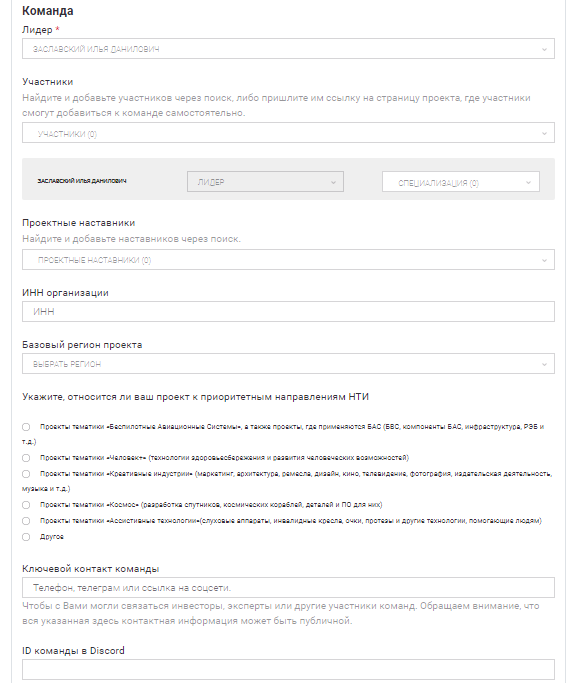 Команда
Лидер *
ЗАСЛАВСКИЙ ИЛЬЯ ДАНИЛОВИЧ
Участники
Найдите и добавьте участников через поиск, либо пришлите им ссылку на страницу проекта, где участники
смогут добавиться к команде самостоятельно.
УЧАСТНИКИ (0)
ЗАСЛАВСКИЙ ИЛЬЯ ДАНИЛОВИЧ ЛИДЕР СПЕЦИАЛИЗАЦИЯ (0)
Проектные наставники
Найдите и добавьте наставников через поиск.
ПРОЕКТНЫЕ НАСТАВНИКИ (0)
ИНН организации
ИНН
Базовый регион проекта
ВЫБРАТЬ РЕГИОН
Укажите, относится ли ваш проект к приоритетным направлениям НТИ
Проекты тематики «Беспилотные Авиационные Системы», а также проекты, где применяются БАС (БВС, компоненты БАС, инфраструктура, РЭБ и
т.д.)
Проекты тематики «Человек+» (технологии здоровьесбережения и развития человеческих возможностей)
Проекты тематики «Креативные индустрии» (маркетинг, архитектура, ремесла, дизайн, кино, телевидение, фотография, издательская деятельность,
музыка и т.д.)
Проекты тематики «Космос» (разработка спутников, космических кораблей, деталей и ПО для них)
Проекты тематики «Ассистивные технологии»(слуховые аппараты, инвалидные кресла, очки, протезы и другие технологии, помогающие людям)
Другое
Ключевой контакт команды
Телефон, телеграм или ссылка на соцсети.
Чтобы с Вами могли связаться инвесторы, эксперты или другие участники команд. Обращаем внимание, что
вся указанная здесь контактная информация может быть публичной.
ID команды в Discord